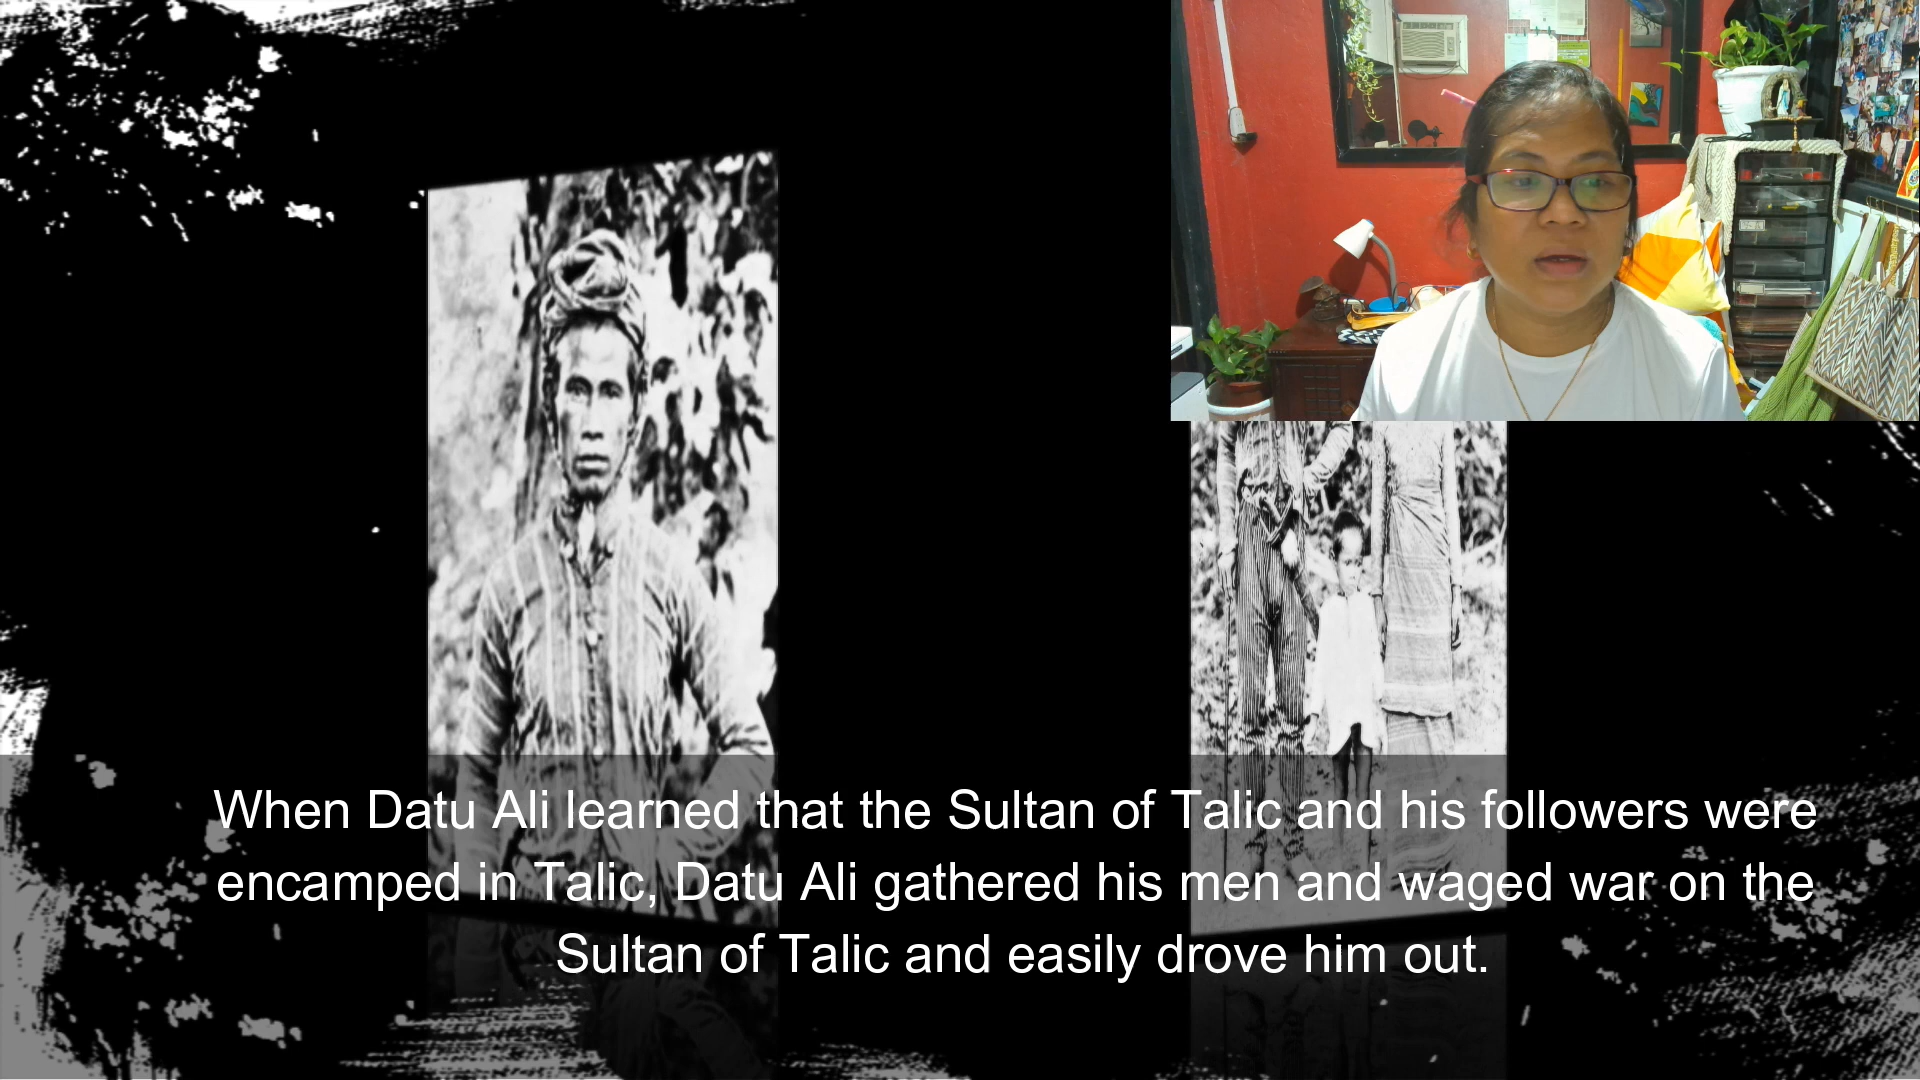 When Datu Ali learned that the Sultan of Talic and his followers were
encamped in Talic, Datu Ali gathered his men and waged war on the
Sultan of Talic and easily drove him out.